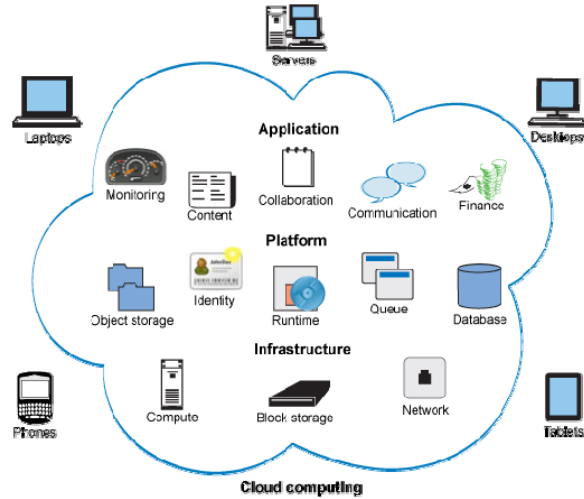 Servers
Laptops
Desktops
Application
Monitoring
Content
Collaboration
Communication
Finance
Platform
Object storage
Identity
Runtime
Queue
Database
Infrastructure
Compute
Block storage
Network
Phones
Tablets
Cloud computing